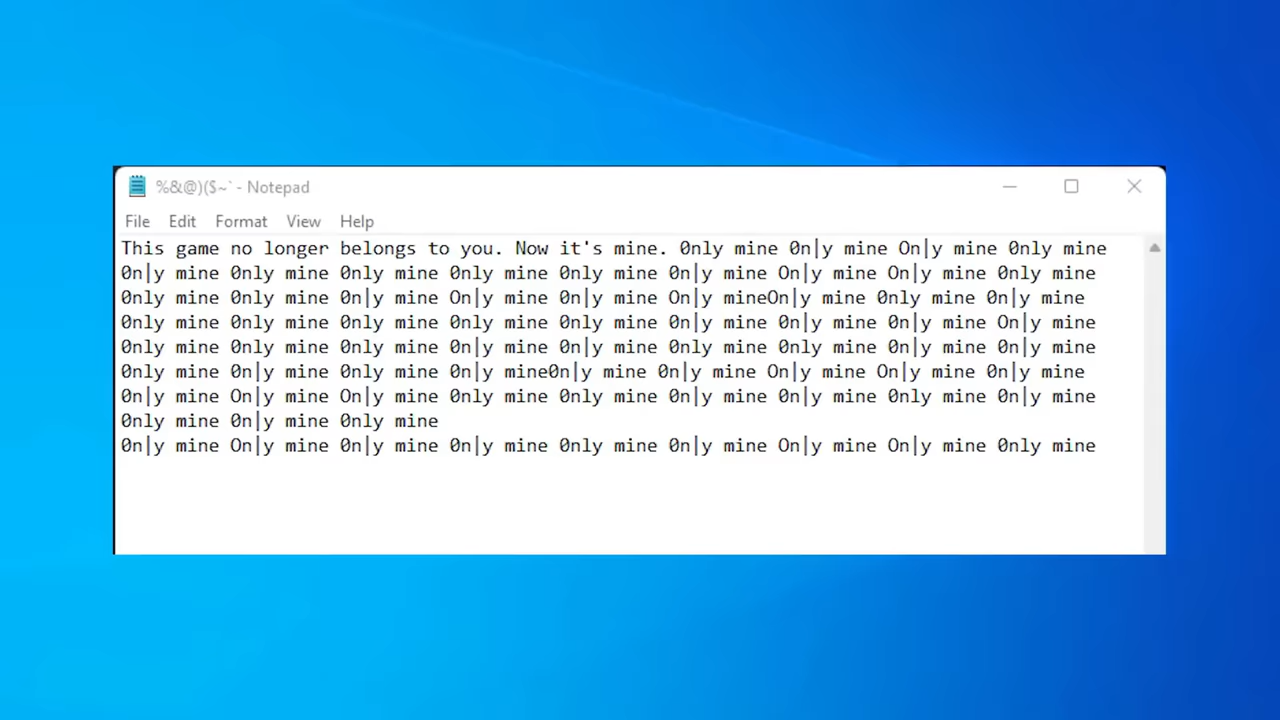 %&@)($~` - Notepad
File Edit Format View Help
This game no longer belongs to you. Now it's mine. 0nly mine 0n|y mine On|y mine 0nly mine
0n|y mine 0nly mine 0nly mine 0nly mine 0nly mine 0n|y mine On|y mine On|y mine 0nly mine
0nly mine 0nly mine 0n|y mine On|y mine 0n|y mine On|y mineOn|y mine 0nly mine 0n|y mine
0nly mine 0nly mine 0nly mine 0nly mine 0nly mine 0n|y mine 0n|y mine 0n|y mine On|y mine
0nly mine 0nly mine 0nly mine 0n|y mine 0n|y mine 0nly mine 0nly mine 0n|y mine 0n|y mine
0nly mine 0n|y mine 0nly mine 0n|y mine0n|y mine 0n|y mine On|y mine On|y mine 0n|y mine
0n|y mine On|y mine On|y mine 0nly mine 0nly mine 0n|y mine 0n|y mine 0nly mine 0n|y mine
0nly mine 0n|y mine 0nly mine
0n|y mine On|y mine 0n|y mine 0n|y mine 0nly mine 0n|y mine On|y mine On|y mine 0nly mine